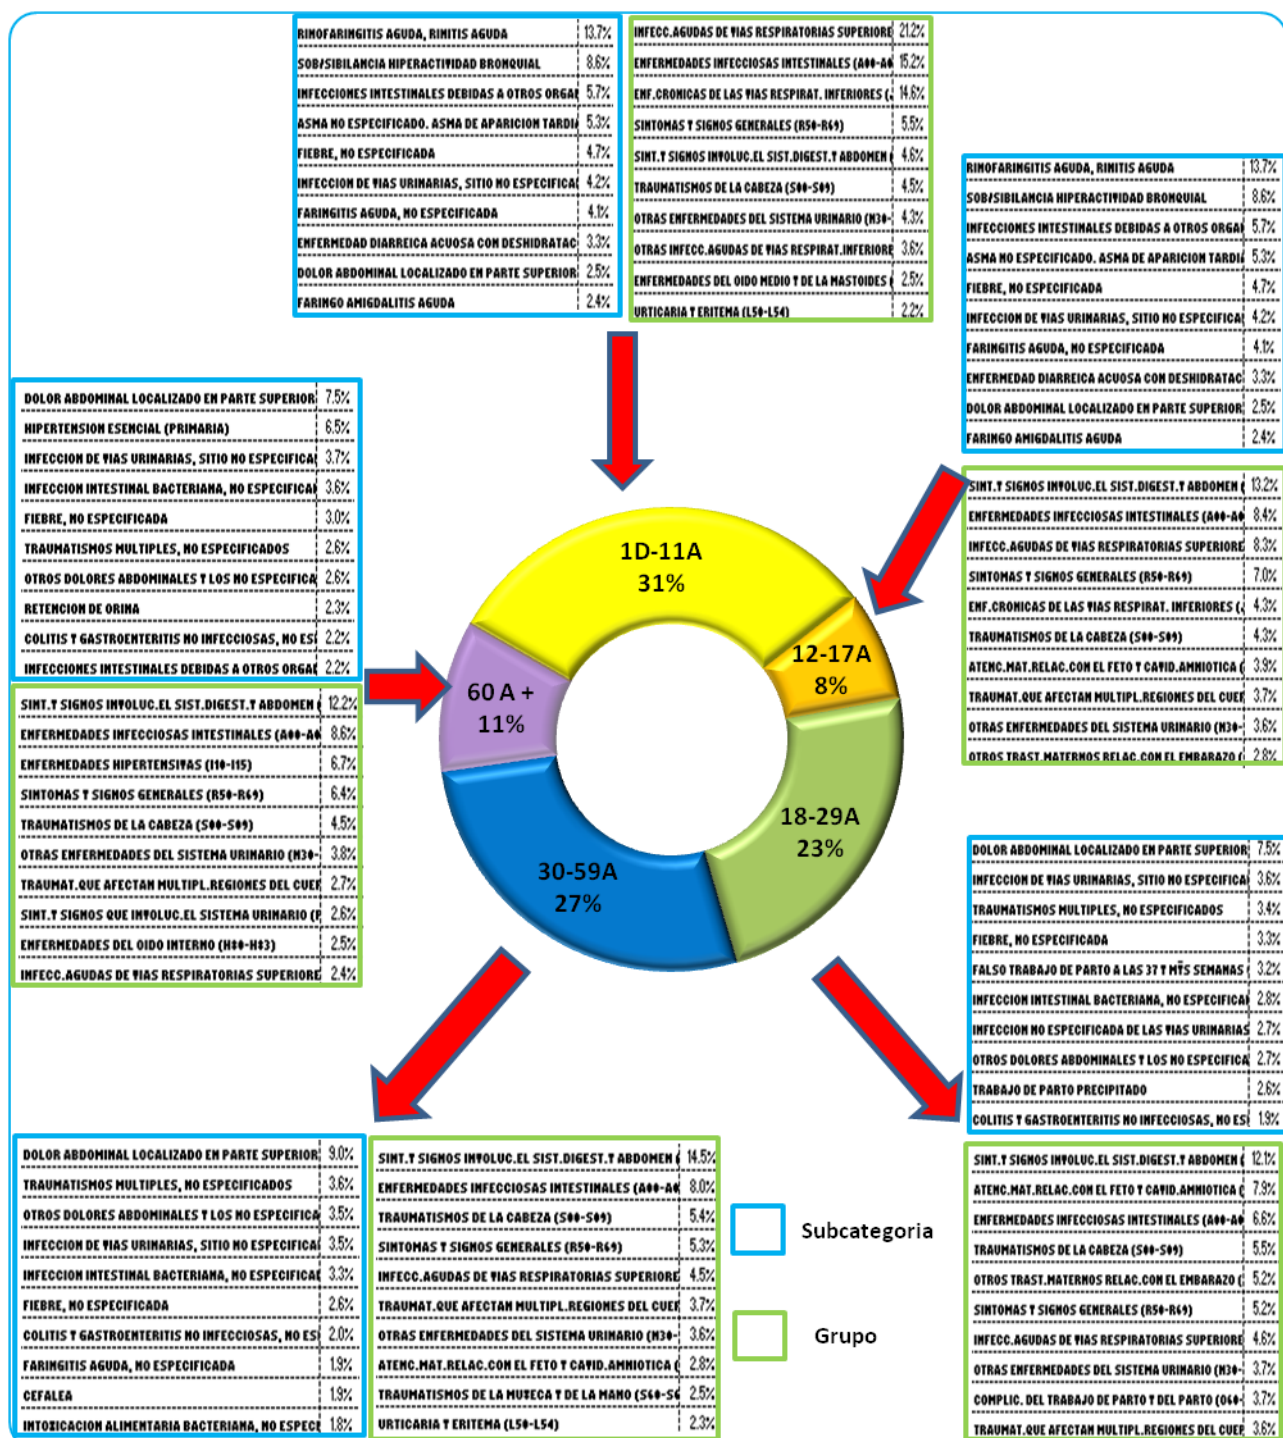 RINOFARINGITIS AGUDA, RINITIS AGUDA 13.7%
SOB/SIBILANCIA HIPERACTIVIDAD BRONQUIAL 8.6%
INFECCIONES INTESTINALES DEBIDAS A OTROS ORGA 5.7%
ASMA NO ESPECIFICADO. ASMA DE APARICION TARDI 5.3%
FIEBRE, NO ESPECIFICADA 4.7%
INFECCION DE VIAS URINARIAS, SITIO NO ESPECIFICA 4.2%
FARINGITIS AGUDA, NO ESPECIFICADA 4.1%
ENFERMEDAD DIARREICA ACUOSA CON DESHIDRATAC 3.3%
DOLOR ABDOMINAL LOCALIZADO EN PARTE SUPERIOR 2.5%
FARINGO AMIGDALITIS AGUDA 2.4%
INFECC.AGUDAS DE VIAS RESPIRATORIAS SUPERIORE 21.2%
ENFERMEDADES INFECCIOSAS INTESTINALES (A00-A0 15.2%
ENF.CRONICAS DE LAS VIAS RESPIRAT. INFERIORES (J 14.6%
SINTOMAS Y SIGNOS GENERALES (R50-R69) 5.5%
SINT.Y SIGNOS INVOLUC.EL SIST.DIGEST.Y ABDOMEN ( 4.6%
TRAUMATISMOS DE LA CABEZA (S00-S09) 4.5%
OTRAS ENFERMEDADES DEL SISTEMA URINARIO (N30- 4.3%
OTRAS INFECC.AGUDAS DE VIAS RESPIRAT.INFERIORE 3.6%
ENFERMEDADES DEL OIDO MEDIO Y DE LA MASTOIDES ( 2.5%
URTICARIA Y ERITEMA (L50-L54) 2.2%
RINOFARINGITIS AGUDA, RINITIS AGUDA 13.7%
SOB/SIBILANCIA HIPERACTIVIDAD BRONQUIAL 8.6%
INFECCIONES INTESTINALES DEBIDAS A OTROS ORGA 5.7%
ASMA NO ESPECIFICADO. ASMA DE APARICION TARDI 5.3%
FIEBRE, NO ESPECIFICADA 4.7%
INFECCION DE VIAS URINARIAS, SITIO NO ESPECIFICA 4.2%
FARINGITIS AGUDA, NO ESPECIFICADA 4.1%
ENFERMEDAD DIARREICA ACUOSA CON DESHIDRATAC 3.3%
DOLOR ABDOMINAL LOCALIZADO EN PARTE SUPERIOR 2.5%
FARINGO AMIGDALITIS AGUDA 2.4%
SINT.Y SIGNOS INVOLUC.EL SIST.DIGEST.Y ABDOMEN ( 13.2%
ENFERMEDADES INFECCIOSAS INTESTINALES (A00-A0 8.4%
INFECC.AGUDAS DE VIAS RESPIRATORIAS SUPERIORE 8.3%
SINTOMAS Y SIGNOS GENERALES (R50-R69) 7.0%
ENF.CRONICAS DE LAS VIAS RESPIRAT. INFERIORES (J 4.3%
TRAUMATISMOS DE LA CABEZA (S00-S09) 4.3%
ATENC.MAT.RELAC.CON EL FETO Y CAVID.AMNIOTICA ( 3.9%
TRAUMAT.QUE AFECTAN MULTIPL.REGIONES DEL CUER 3.7%
OTRAS ENFERMEDADES DEL SISTEMA URINARIO (N30- 3.6%
OTROS TRAST.MATERNOS RELAC.CON EL EMBARAZO ( 2.8%
DOLOR ABDOMINAL LOCALIZADO EN PARTE SUPERIOR 7.5%
HIPERTENSION ESENCIAL (PRIMARIA) 6.5%
INFECCION DE VIAS URINARIAS, SITIO NO ESPECIFICA 3.7%
INFECCION INTESTINAL BACTERIANA, NO ESPECIFICA 3.6%
FIEBRE, NO ESPECIFICADA 3.0%
TRAUMATISMOS MULTIPLES, NO ESPECIFICADOS 2.6%
OTROS DOLORES ABDOMINALES Y LOS NO ESPECIFICA 2.6%
RETENCION DE ORINA 2.3%
COLITIS Y GASTROENTERITIS NO INFECCIOSAS, NO ES 2.2%
INFECCIONES INTESTINALES DEBIDAS A OTROS ORGA 2.2%
SINT.Y SIGNOS INVOLUC.EL SIST.DIGEST.Y ABDOMEN ( 12.2%
ENFERMEDADES INFECCIOSAS INTESTINALES (A00-A0 8.6%
ENFERMEDADES HIPERTENSIVAS (I10-I15) 6.7%
SINTOMAS Y SIGNOS GENERALES (R50-R69) 6.4%
TRAUMATISMOS DE LA CABEZA (S00-S09) 4.5%
OTRAS ENFERMEDADES DEL SISTEMA URINARIO (N30- 3.8%
TRAUMAT.QUE AFECTAN MULTIPL.REGIONES DEL CUER 2.7%
SINT.Y SIGNOS QUE INVOLUC.EL SISTEMA URINARIO (R 2.6%
ENFERMEDADES DEL OIDO INTERNO (H80-H83) 2.5%
INFECC.AGUDAS DE VIAS RESPIRATORIAS SUPERIORE 2.4%
1D-11A
31%
12-17A
8%
60 A +
11%
18-29A
23%
30-59A
27%
DOLOR ABDOMINAL LOCALIZADO EN PARTE SUPERIOR 7.5%
INFECCION DE VIAS URINARIAS, SITIO NO ESPECIFICA 3.6%
TRAUMATISMOS MULTIPLES, NO ESPECIFICADOS 3.4%
FIEBRE, NO ESPECIFICADA 3.3%
FALSO TRABAJO DE PARTO A LAS 37 Y SEMANAS ( 3.2%
INFECCION INTESTINAL BACTERIANA, NO ESPECIFICA 2.8%
INFECCION NO ESPECIFICADA DE LAS VIAS URINARIAS 2.7%
OTROS DOLORES ABDOMINALES Y LOS NO ESPECIFICA 2.7%
TRABAJO DE PARTO PRECIPITADO 2.6%
COLITIS Y GASTROENTERITIS NO INFECCIOSAS, NO ES 1.9%
DOLOR ABDOMINAL LOCALIZADO EN PARTE SUPERIOR 9.0%
TRAUMATISMOS MULTIPLES, NO ESPECIFICADOS 3.6%
OTROS DOLORES ABDOMINALES Y LOS NO ESPECIFICA 3.5%
INFECCION DE VIAS URINARIAS, SITIO NO ESPECIFICA 3.5%
INFECCION INTESTINAL BACTERIANA, NO ESPECIFICAD 3.3%
FIEBRE, NO ESPECIFICADA 2.6%
COLITIS Y GASTROENTERITIS NO INFECCIOSAS, NO ES 2.0%
FARINGITIS AGUDA, NO ESPECIFICADA 1.9%
CEFALEA 1.9%
INTOXICACION ALIMENTARIA BACTERIANA, NO ESPECI 1.8%
SINT.Y SIGNOS INVOLUC.EL SIST.DIGEST.Y ABDOMEN ( 14.5%
ENFERMEDADES INFECCIOSAS INTESTINALES (A00-A0 8.0%
TRAUMATISMOS DE LA CABEZA (S00-S09) 5.4%
SINTOMAS Y SIGNOS GENERALES (R50-R69) 5.3%
INFECC.AGUDAS DE VIAS RESPIRATORIAS SUPERIORE 4.5%
TRAUMAT.QUE AFECTAN MULTIPL.REGIONES DEL CUER 3.7%
OTRAS ENFERMEDADES DEL SISTEMA URINARIO (N30- 3.6%
ATENC.MAT.RELAC.CON EL FETO Y CAVID.AMNIOTICA ( 2.8%
TRAUMATISMOS DE LA MUÑECA Y DE LA MANO (S60-S6 2.5%
URTICARIA Y ERITEMA (L50-L54) 2.3%
Subcategoria
Grupo
SINT.Y SIGNOS INVOLUC.EL SIST.DIGEST.Y ABDOMEN ( 12.1%
ATENC.MAT.RELAC.CON EL FETO Y CAVID.AMNIOTICA ( 7.9%
ENFERMEDADES INFECCIOSAS INTESTINALES (A00-A0 6.6%
TRAUMATISMOS DE LA CABEZA (S00-S09) 5.5%
OTROS TRAST.MATERNOS RELAC.CON EL EMBARAZO ( 5.2%
SINTOMAS Y SIGNOS GENERALES (R50-R69) 5.2%
INFECC.AGUDAS DE VIAS RESPIRATORIAS SUPERIORE 4.6%
OTRAS ENFERMEDADES DEL SISTEMA URINARIO (N30- 3.7%
COMPLIC. DEL TRABAJO DE PARTO Y DEL PARTO (O60- 3.7%
TRAUMAT.QUE AFECTAN MULTIPL.REGIONES DEL CUER 3.6%